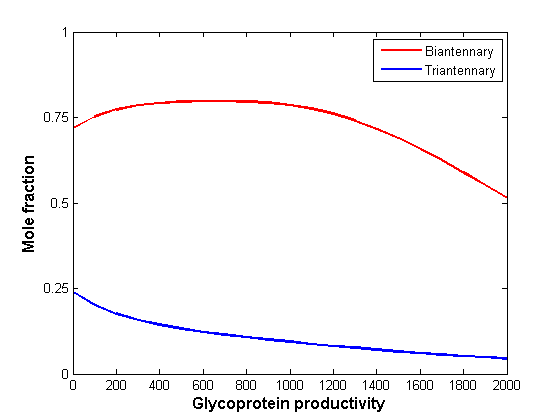 1
0.75
0.5
0.25
0
Mole fraction
Biantennary
Triantennary
0 200 400 600 800 1000 1200 1400 1600 1800 2000
Glycoprotein productivity